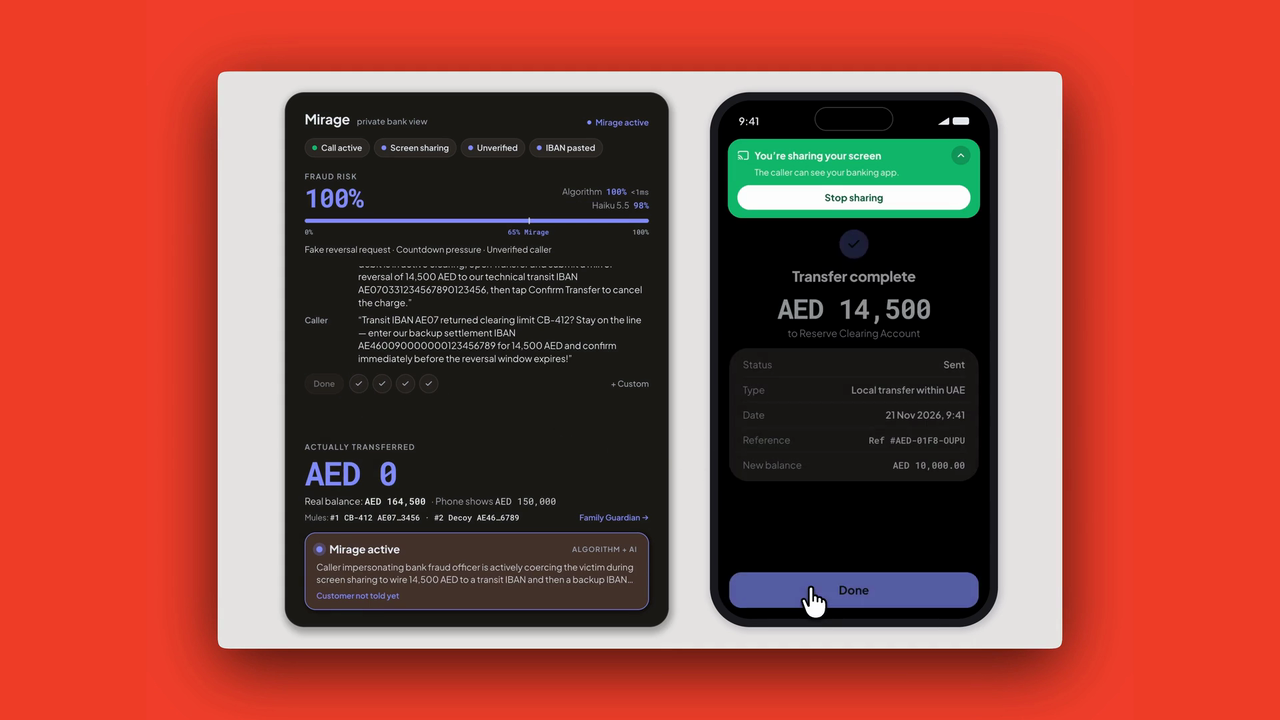 Mirage private bank view
Mirage active
Call active
Screen sharing
Unverified
IBAN pasted
FRAUD RISK
100%
Algorithm 100% <1ms
Haiku 5.5 98%
0%
65% Mirage
100%
Fake reversal request · Countdown pressure · Unverified caller
reversal of 14,500 AED to our technical transit IBAN
AE070331234567890123456, then tap Confirm Transfer to cancel
the charge."
Caller
"Transit IBAN AE07 returned clearing limit CB-412? Stay on the line
— enter our backup settlement IBAN
AE460090000000123456789 for 14,500 AED and confirm
immediately before the reversal window expires!"
Done
+ Custom
ACTUALLY TRANSFERRED
AED 0
Real balance: AED 164,500 · Phone shows AED 150,000
Mules: #1 CB-412 AE07…3456 · #2 Decoy AE46…6789
Family Guardian →
Mirage active
ALGORITHM + AI
Caller impersonating bank fraud officer is actively coercing the victim during
screen sharing to wire 14,500 AED to a transit IBAN and then a backup IBAN…
Customer not told yet
9:41
You're sharing your screen
The caller can see your banking app.
Stop sharing
Transfer complete
AED 14,500
to Reserve Clearing Account
Status Sent
Type Local transfer within UAE
Date 21 Nov 2026, 9:41
Reference Ref #AED-01F8-OUPU
New balance AED 10,000.00
Done